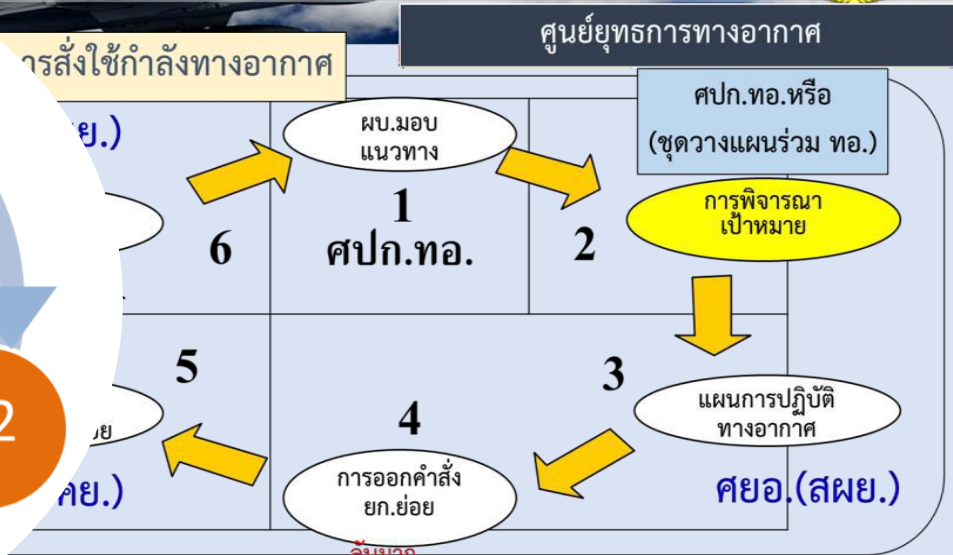 ศูนย์ยุทธการทางอากาศ
รสั่งใช้กำลังทางอากาศ
ศปก.ทอ.หรือ
(ชุดวางแผนร่วม ทอ.)
ย.)
ผบ.มอบ
แนวทาง
การพิจารณา
เป้าหมาย
1
ศปก.ทอ.
2
6
5
3
4
แผนการปฏิบัติ
ทางอากาศ
2
การออกคำสั่ง
ยก.ย่อย
ศยอ.(สผย.)